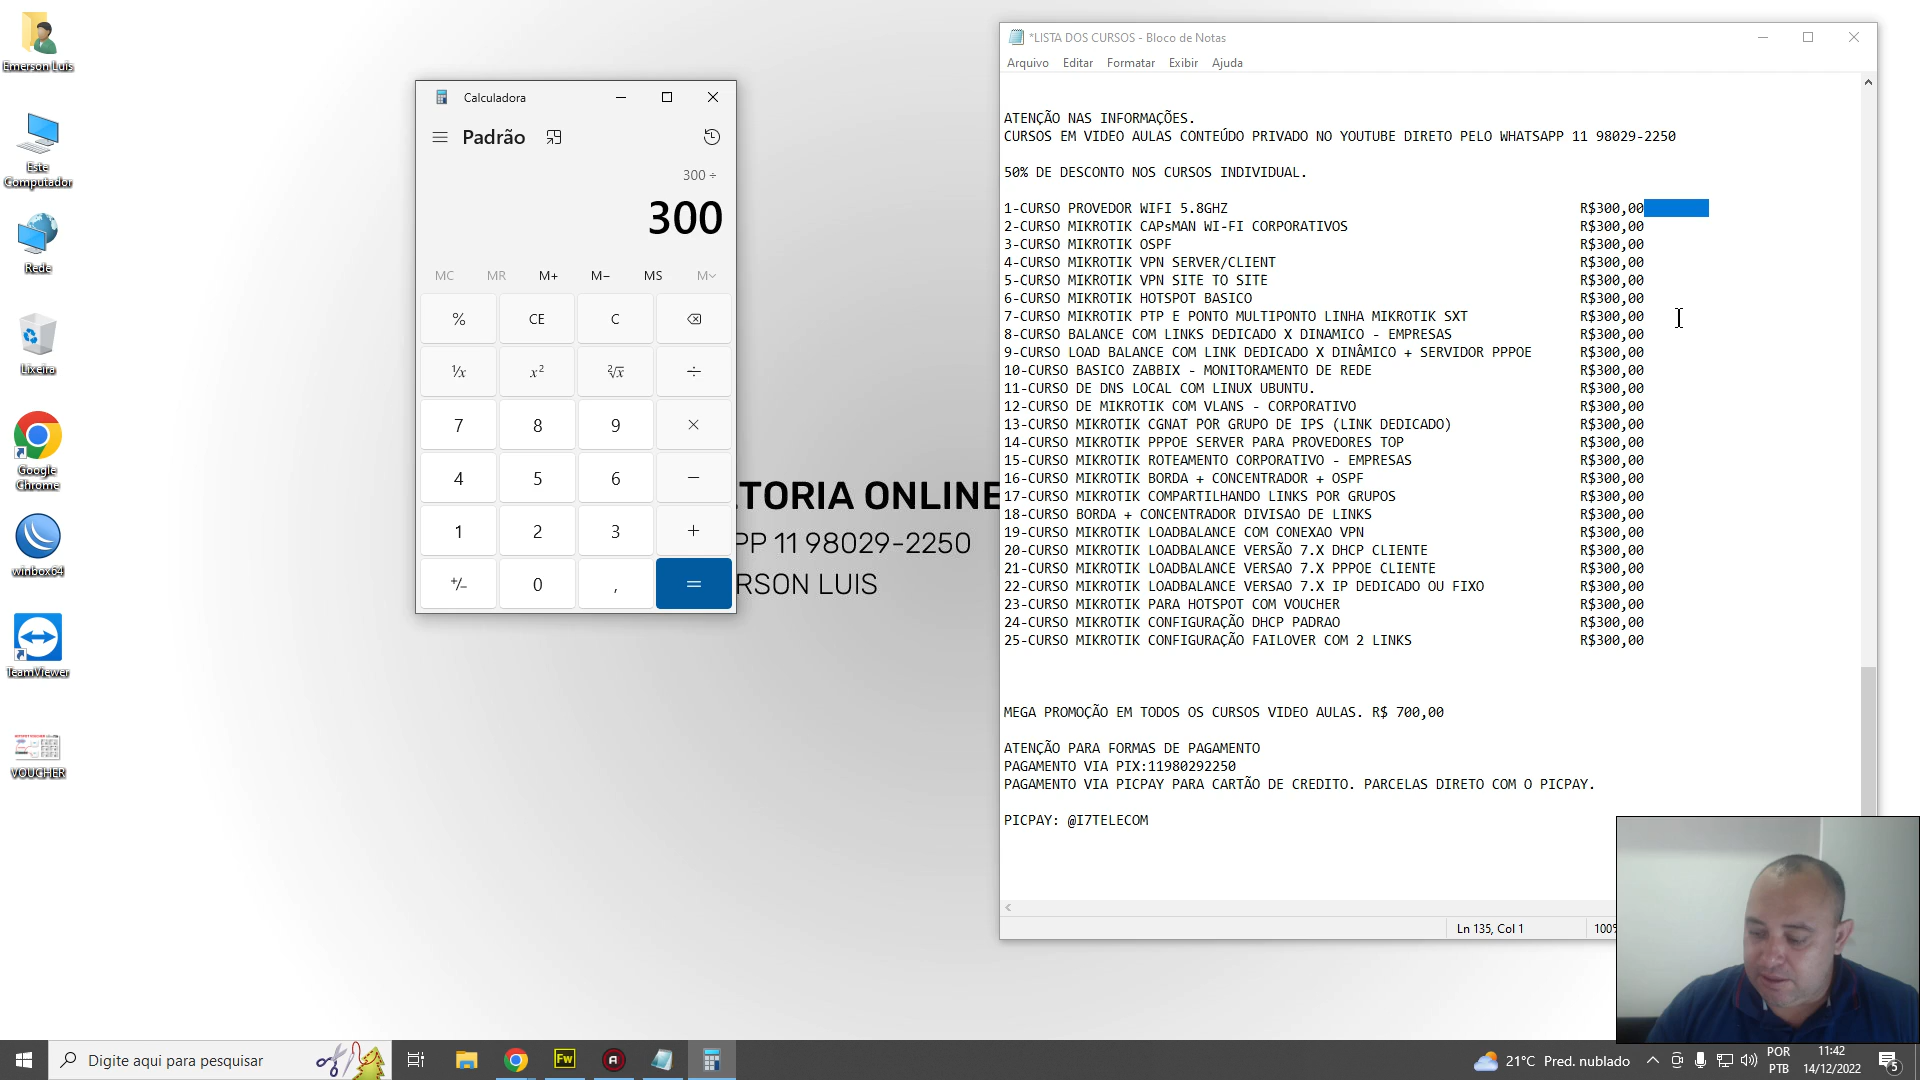 Emerson Luis
Este
Computador
Rede
Lixeira
Google
Chrome
winbox64
TeamViewer
VOUCHER
Calculadora
Padrão
300 ÷
300
MC MR M+ M− MS M˅
% CE C
¹/x x² ²√x ÷
7 8 9 ×
4 5 6 −
1 2 3 +
+/− 0 , =
TORIA ONLINE
PP 11 98029-2250
RSON LUIS
*LISTA DOS CURSOS - Bloco de Notas
Arquivo Editar Formatar Exibir Ajuda
ATENÇÃO NAS INFORMAÇÕES.
CURSOS EM VIDEO AULAS CONTEÚDO PRIVADO NO YOUTUBE DIRETO PELO WHATSAPP 11 98029-2250
50% DE DESCONTO NOS CURSOS INDIVIDUAL.
1-CURSO PROVEDOR WIFI 5.8GHZ R$300,00
2-CURSO MIKROTIK CAPsMAN WI-FI CORPORATIVOS R$300,00
3-CURSO MIKROTIK OSPF R$300,00
4-CURSO MIKROTIK VPN SERVER/CLIENT R$300,00
5-CURSO MIKROTIK VPN SITE TO SITE R$300,00
6-CURSO MIKROTIK HOTSPOT BASICO R$300,00
7-CURSO MIKROTIK PTP E PONTO MULTIPONTO LINHA MIKROTIK SXT R$300,00
8-CURSO BALANCE COM LINKS DEDICADO X DINAMICO - EMPRESAS R$300,00
9-CURSO LOAD BALANCE COM LINK DEDICADO X DINÂMICO + SERVIDOR PPPOE R$300,00
10-CURSO BASICO ZABBIX - MONITORAMENTO DE REDE R$300,00
11-CURSO DE DNS LOCAL COM LINUX UBUNTU. R$300,00
12-CURSO DE MIKROTIK COM VLANS - CORPORATIVO R$300,00
13-CURSO MIKROTIK CGNAT POR GRUPO DE IPS (LINK DEDICADO) R$300,00
14-CURSO MIKROTIK PPPOE SERVER PARA PROVEDORES TOP R$300,00
15-CURSO MIKROTIK ROTEAMENTO CORPORATIVO - EMPRESAS R$300,00
16-CURSO MIKROTIK BORDA + CONCENTRADOR + OSPF R$300,00
17-CURSO MIKROTIK COMPARTILHANDO LINKS POR GRUPOS R$300,00
18-CURSO BORDA + CONCENTRADOR DIVISAO DE LINKS R$300,00
19-CURSO MIKROTIK LOADBALANCE COM CONEXAO VPN R$300,00
20-CURSO MIKROTIK LOADBALANCE VERSÃO 7.X DHCP CLIENTE R$300,00
21-CURSO MIKROTIK LOADBALANCE VERSAO 7.X PPPOE CLIENTE R$300,00
22-CURSO MIKROTIK LOADBALANCE VERSAO 7.X IP DEDICADO OU FIXO R$300,00
23-CURSO MIKROTIK PARA HOTSPOT COM VOUCHER R$300,00
24-CURSO MIKROTIK CONFIGURAÇÃO DHCP PADRAO R$300,00
25-CURSO MIKROTIK CONFIGURAÇÃO FAILOVER COM 2 LINKS R$300,00
MEGA PROMOÇÃO EM TODOS OS CURSOS VIDEO AULAS. R$ 700,00
ATENÇÃO PARA FORMAS DE PAGAMENTO
PAGAMENTO VIA PIX:11980292250
PAGAMENTO VIA PICPAY PARA CARTÃO DE CREDITO. PARCELAS DIRETO COM O PICPAY.
PICPAY: @I7TELECOM
Ln 135, Col 1 100%
Digite aqui para pesquisar
Fw
21°C Pred. nublado
POR
PTB
11:42
14/12/2022
5